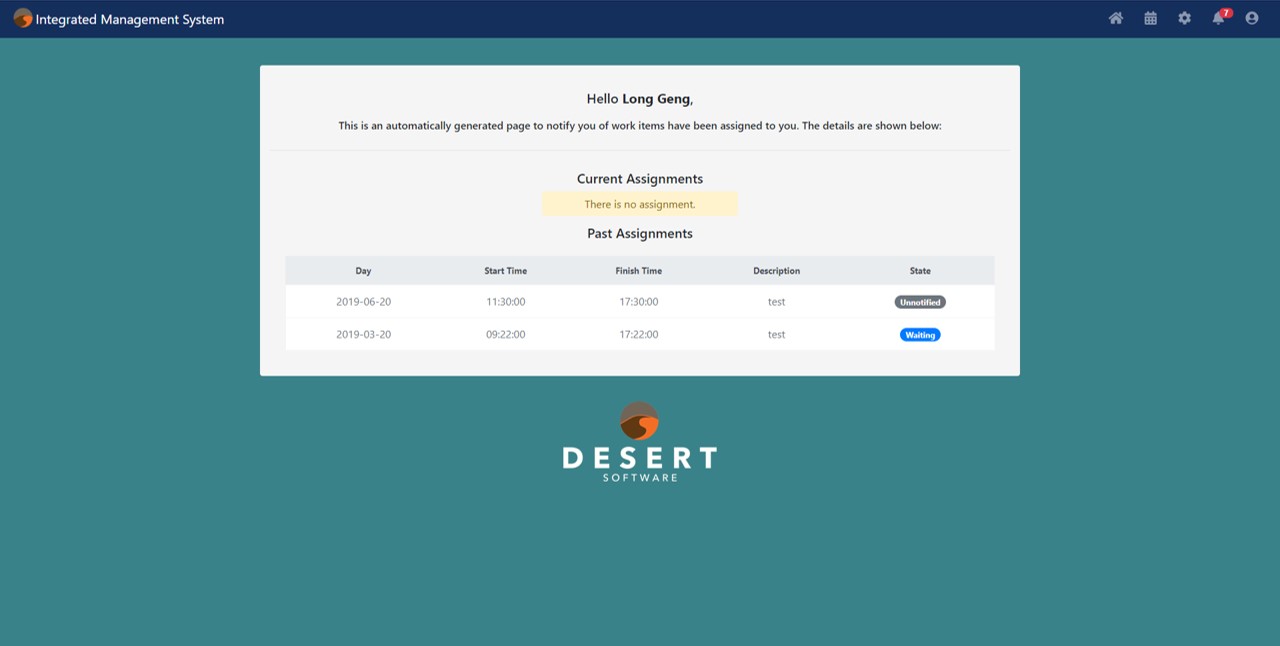 Integrated Management System
7
Hello Long Geng,
This is an automatically generated page to notify you of work items have been assigned to you. The details are shown below:
Current Assignments
There is no assignment.
Past Assignments
Day Start Time Finish Time Description State
2019-06-20 11:30:00 17:30:00 test Unnotified
2019-03-20 09:22:00 17:22:00 test Waiting
DESERT
SOFTWARE